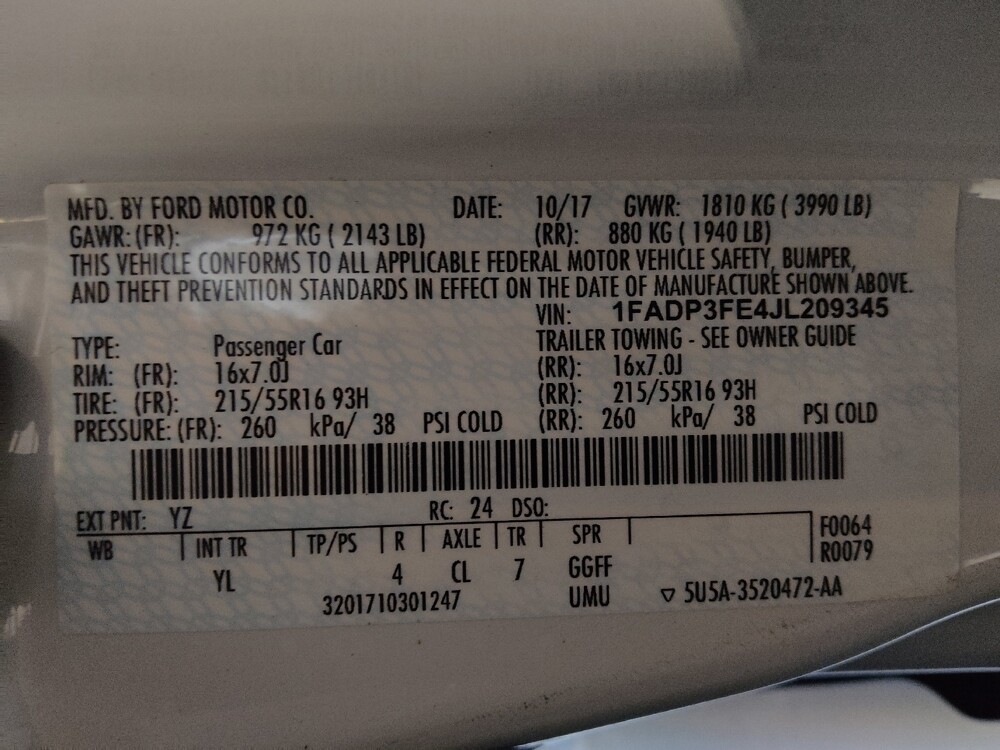 MFD. BY FORD MOTOR CO. DATE: 10/17 GVWR: 1810 KG ( 3990 LB)
GAWR: (FR): 972 KG ( 2143 LB) (RR): 880 KG ( 1940 LB)
THIS VEHICLE CONFORMS TO ALL APPLICABLE FEDERAL MOTOR VEHICLE SAFETY, BUMPER,
AND THEFT PREVENTION STANDARDS IN EFFECT ON THE DATE OF MANUFACTURE SHOWN ABOVE.
VIN: 1FADP3FE4JL209345
TYPE: Passenger Car TRAILER TOWING - SEE OWNER GUIDE
RIM: (FR): 16x7.0J (RR): 16x7.0J
TIRE: (FR): 215/55R16 93H (RR): 215/55R16 93H
PRESSURE: (FR): 260 kPa/ 38 PSI COLD (RR): 260 kPa/ 38 PSI COLD
EXT PNT: YZ RC: 24 DSO:
WB INT TR TP/PS R AXLE TR SPR F0064
R0079
YL 4 CL 7 GGFF
3201710301247 UMU ▽ 5U5A-3520472-AA